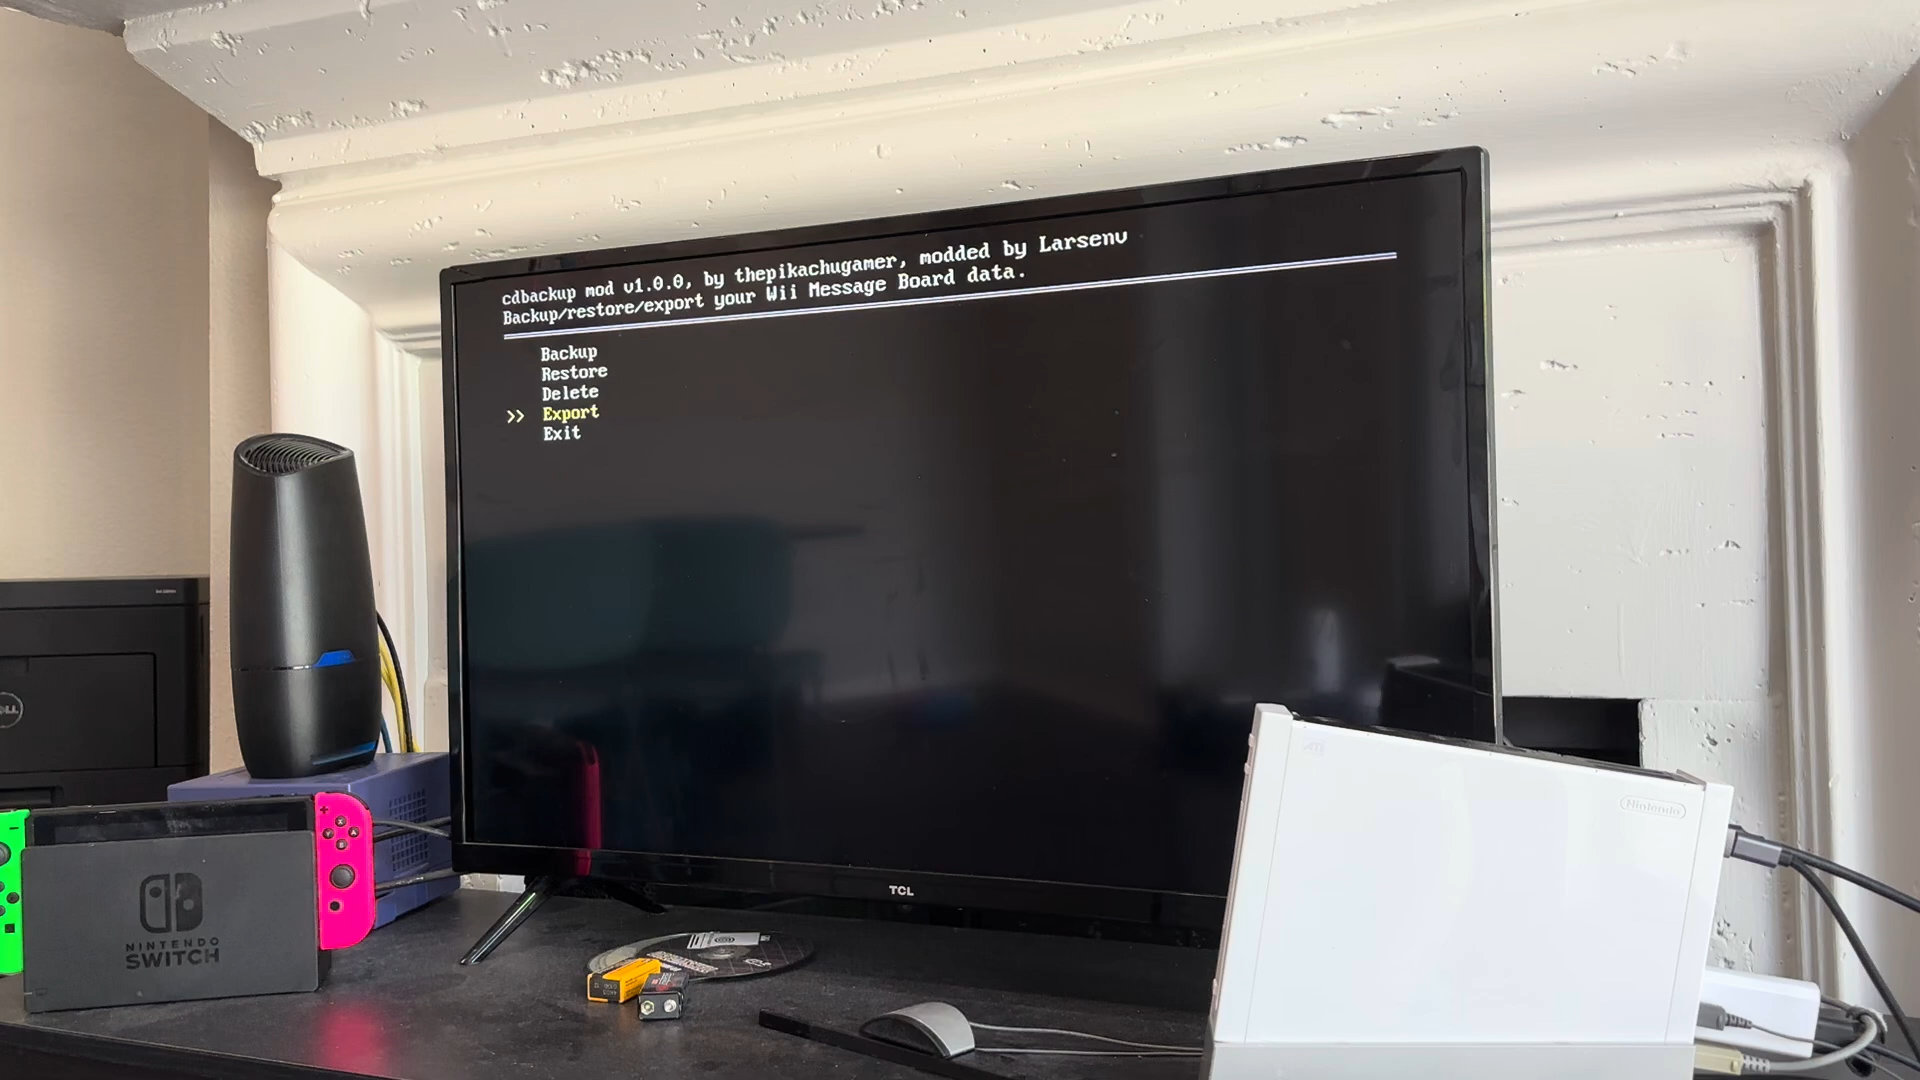 cdbackup mod v1.0.0, by thepikachugamer, modded by Larsenv
Backup/restore/export your Wii Message Board data.
Backup
Restore
Delete
>> Export
Exit
TCL
NINTENDO
SWITCH
Nintendo
ATI